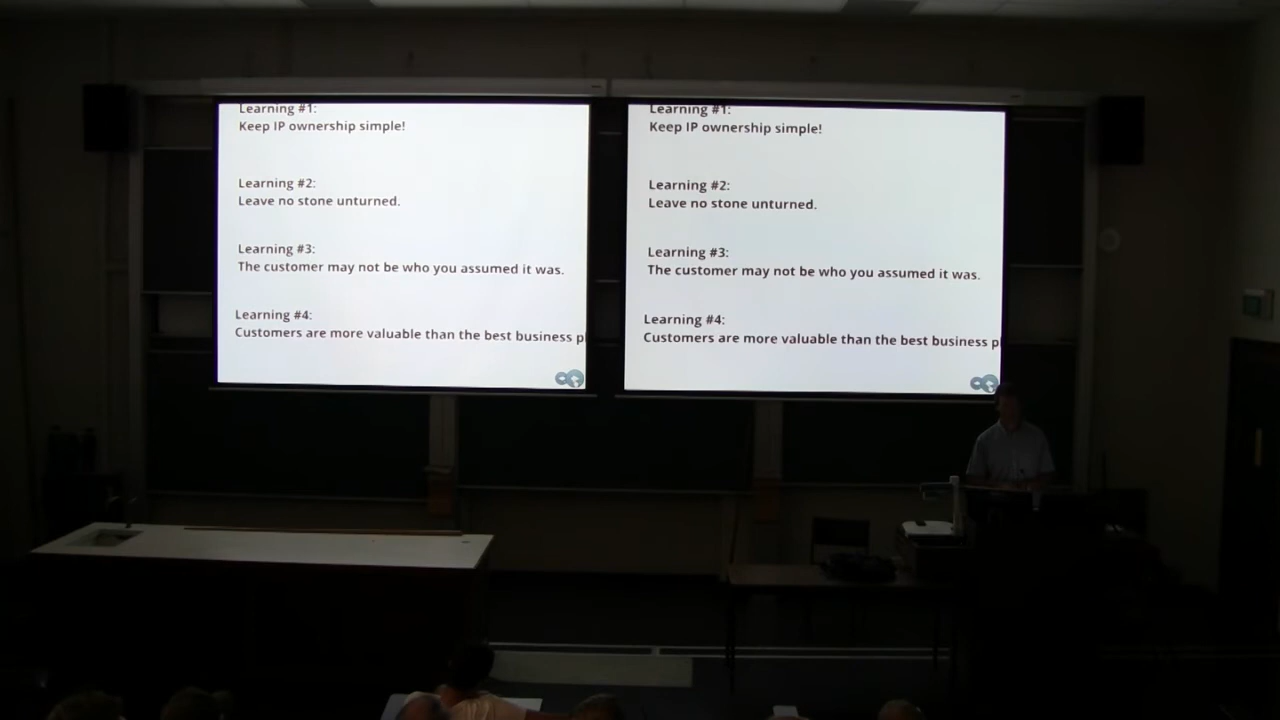 Learning #1:
Keep IP ownership simple!
Learning #2:
Leave no stone unturned.
Learning #3:
The customer may not be who you assumed it was.
Learning #4:
Customers are more valuable than the best business
Learning #1:
Keep IP ownership simple!
Learning #2:
Leave no stone unturned.
Learning #3:
The customer may not be who you assumed it was.
Learning #4:
Customers are more valuable than the best business